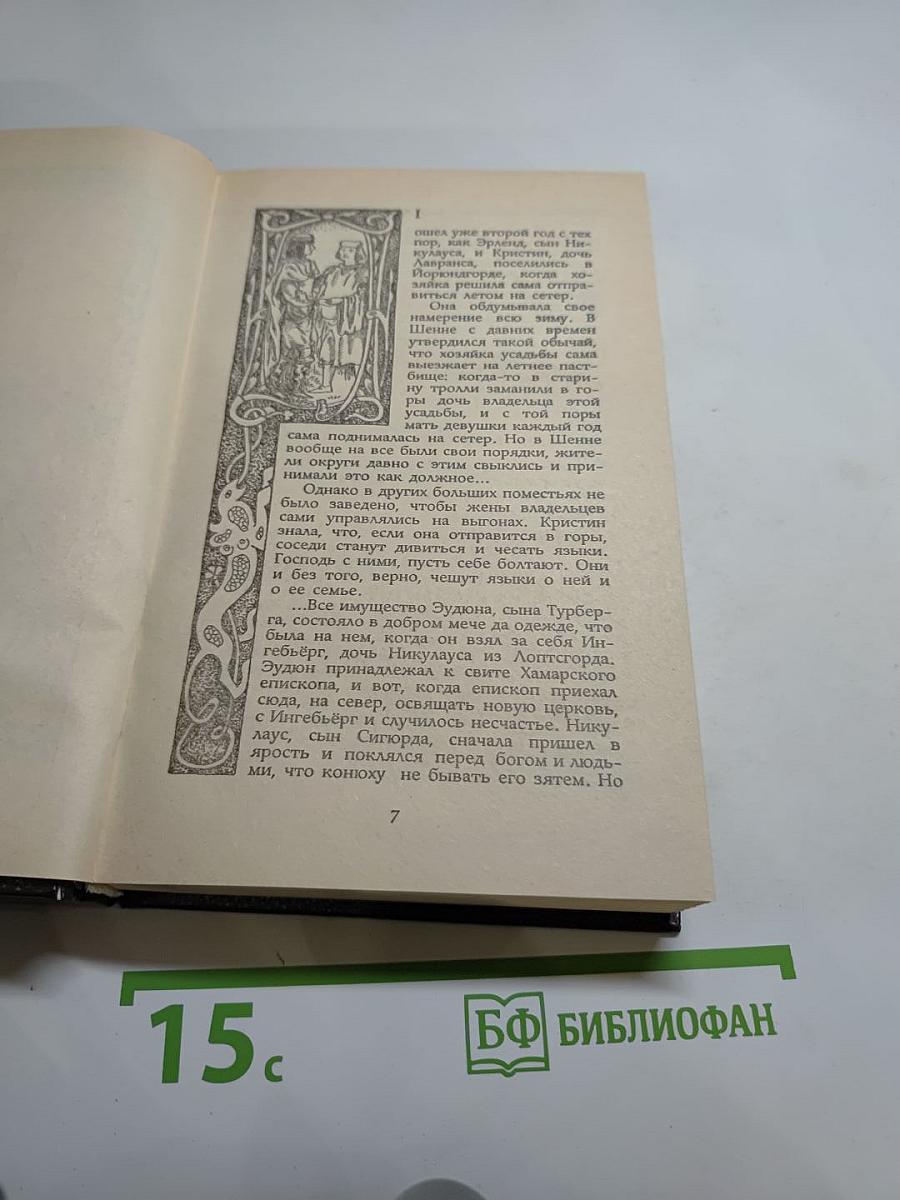 I
ошел уже второй год с тех
пор, как Эрленд, сын Ни-
кулауса, и Кристин, дочь
Лавранса, поселились в
Йорюндгорде, когда хо-
зяйка решила сама отпра-
виться летом на сетер.
Она обдумывала свое
намерение всю зиму. В
Шенне с давних времен
утвердился такой обычай,
что хозяйка усадьбы сама
выезжает на летнее паст-
бище: когда-то в стари-
ну тролли заманили в го-
ры дочь владельца этой
усадьбы, и с той поры
мать девушки каждый год
сама поднималась на сетер. Но в Шенне
вообще на все были свои порядки, жите-
ли округи давно с этим свыклись и при-
нимали это как должное...
Однако в других больших поместьях не
было заведено, чтобы жены владельцев
сами управлялись на выгонах. Кристин
знала, что, если она отправится в горы,
соседи станут дивиться и чесать языки.
Господь с ними, пусть себе болтают. Они
и без того, верно, чешут языки о ней и
о ее семье.
...Все имущество Эудюна, сына Турбер-
га, состояло в добром мече да одежде, что
была на нем, когда он взял за себя Ин-
гебьёрг, дочь Никулауса из Лоптсгорда.
Эудюн принадлежал к свите Хамарского
епископа, и вот, когда епископ приехал
сюда, на север, освящать новую церковь,
с Ингебьёрг и случилось несчастье. Нику-
лаус, сын Сигюрда, сначала пришел в
ярость и поклялся перед богом и людь-
ми, что конюху не бывать его зятем. Но
7
15 с
БФ БИБЛИОФАН